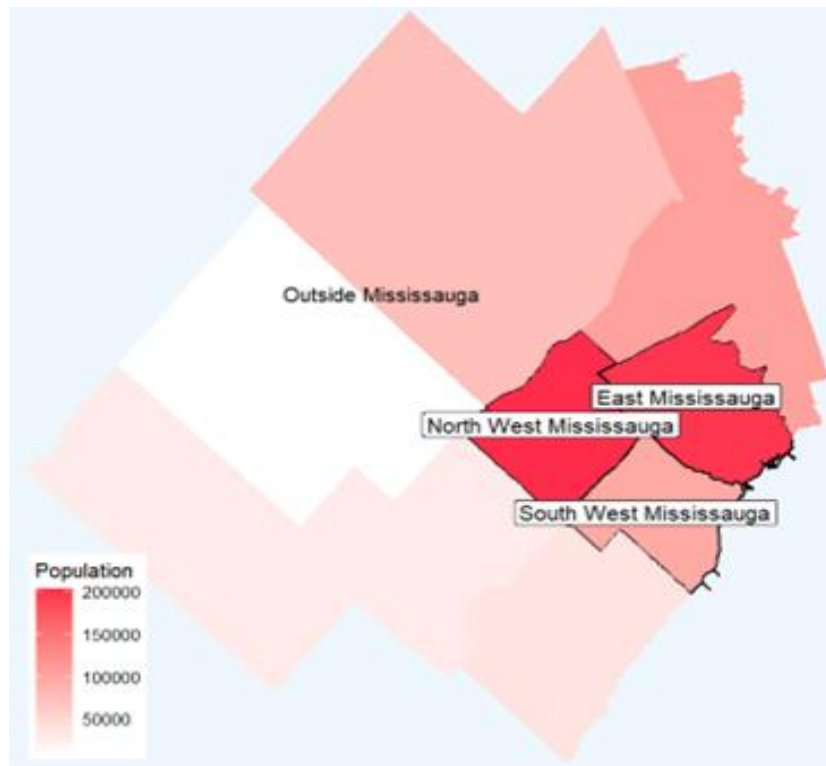 Outside Mississauga
East Mississauga
North West Mississauga
South West Mississauga
Population
200000
150000
100000
50000